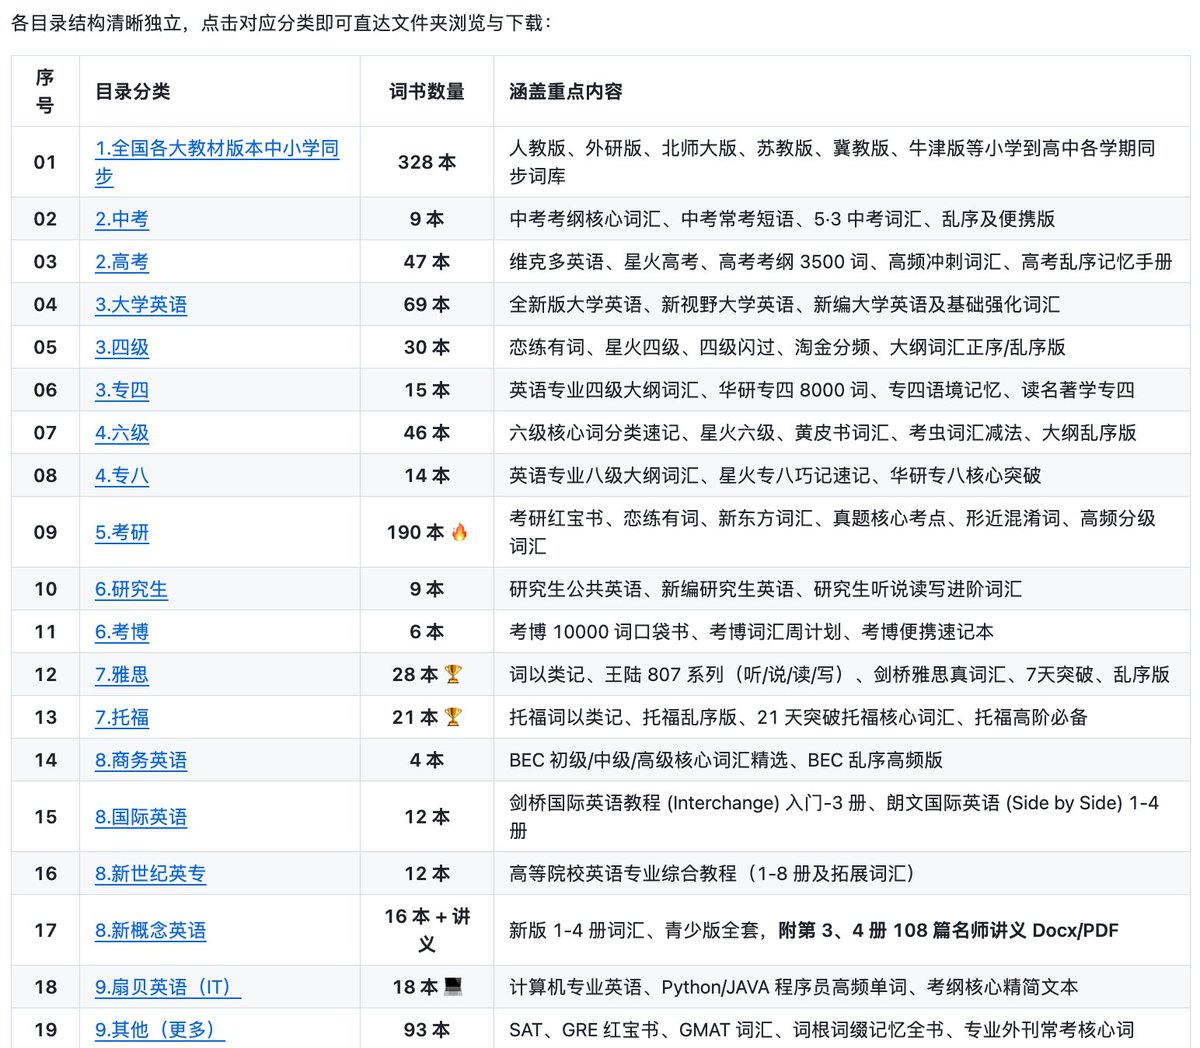 各目录结构清晰独立，点击对应分类即可直达文件夹浏览与下载：
序
号
目录分类
词书数量
涵盖重点内容
01
1.全国各大教材版本中小学同
步
328 本
人教版、外研版、北师大版、苏教版、冀教版、牛津版等小学到高中各学期同
步词库
02
2.中考
9 本
中考考纲核心词汇、中考常考短语、5·3 中考词汇、乱序及便携版
03
2.高考
47 本
维克多英语、星火高考、高考考纲 3500 词、高频冲刺词汇、高考乱序记忆手册
04
3.大学英语
69 本
全新版大学英语、新视野大学英语、新编大学英语及基础强化词汇
05
3.四级
30 本
恋练有词、星火四级、四级闪过、淘金分频、大纲词汇正序/乱序版
06
3.专四
15 本
英语专业四级大纲词汇、华研专四 8000 词、专四语境记忆、读名著学专四
07
4.六级
46 本
六级核心词分类速记、星火六级、黄皮书词汇、考虫词汇减法、大纲乱序版
08
4.专八
14 本
英语专业八级大纲词汇、星火专八巧记速记、华研专八核心突破
09
5.考研
190 本 🔥
考研红宝书、恋练有词、新东方词汇、真题核心考点、形近混淆词、高频分级
词汇
10
6.研究生
9 本
研究生公共英语、新编研究生英语、研究生听说读写进阶词汇
11
6.考博
6 本
考博 10000 词口袋书、考博词汇周计划、考博便携速记本
12
7.雅思
28 本 🏆
词以类记、王陆 807 系列（听/说/读/写）、剑桥雅思真词汇、7天突破、乱序版
13
7.托福
21 本 🏆
托福词以类记、托福乱序版、21 天突破托福核心词汇、托福高阶必备
14
8.商务英语
4 本
BEC 初级/中级/高级核心词汇精选、BEC 乱序高频版
15
8.国际英语
12 本
剑桥国际英语教程 (Interchange) 入门-3 册、朗文国际英语 (Side by Side) 1-4
册
16
8.新世纪英专
12 本
高等院校英语专业综合教程（1-8 册及拓展词汇）
17
8.新概念英语
16 本 + 讲
义
新版 1-4 册词汇、青少版全套，附第 3、4 册 108 篇名师讲义 Docx/PDF
18
9.扇贝英语（IT）
18 本 💻
计算机专业英语、Python/JAVA 程序员高频单词、考纲核心精简文本
19
9.其他（更多）
93 本
SAT、GRE 红宝书、GMAT 词汇、词根词缀记忆全书、专业外刊常考核心词